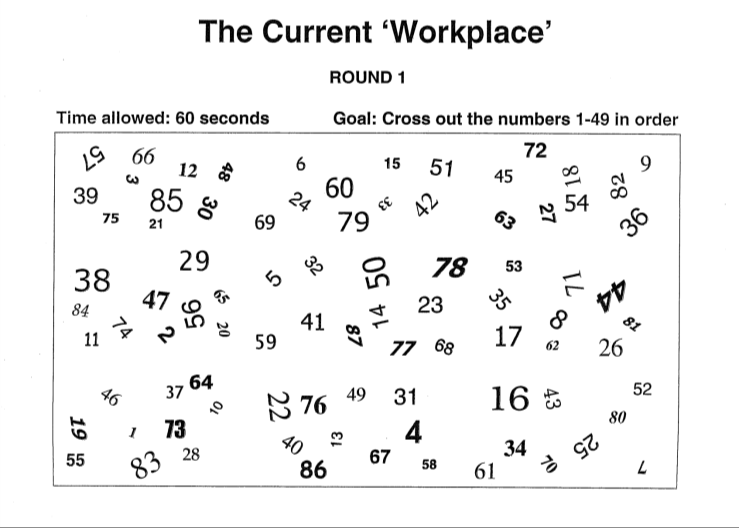 The Current ‘Workplace’
ROUND 1
Time allowed: 60 seconds Goal: Cross out the numbers 1-49 in order
57 66 12 48 6 15 51 72 45 18 82 9
39 3 75 85 21 30 69 24 60 79 33 42 63 27 54 36
38 29 5 32 50 78 53 71 44
84 47 56 65 14 23 35 8 81
11 74 2 20 59 41 87 77 68 17 62 26
46 37 64 10 22 76 49 31 16 43 52
19 1 73 40 13 4 34 25 80
55 83 28 86 67 58 61 70 7